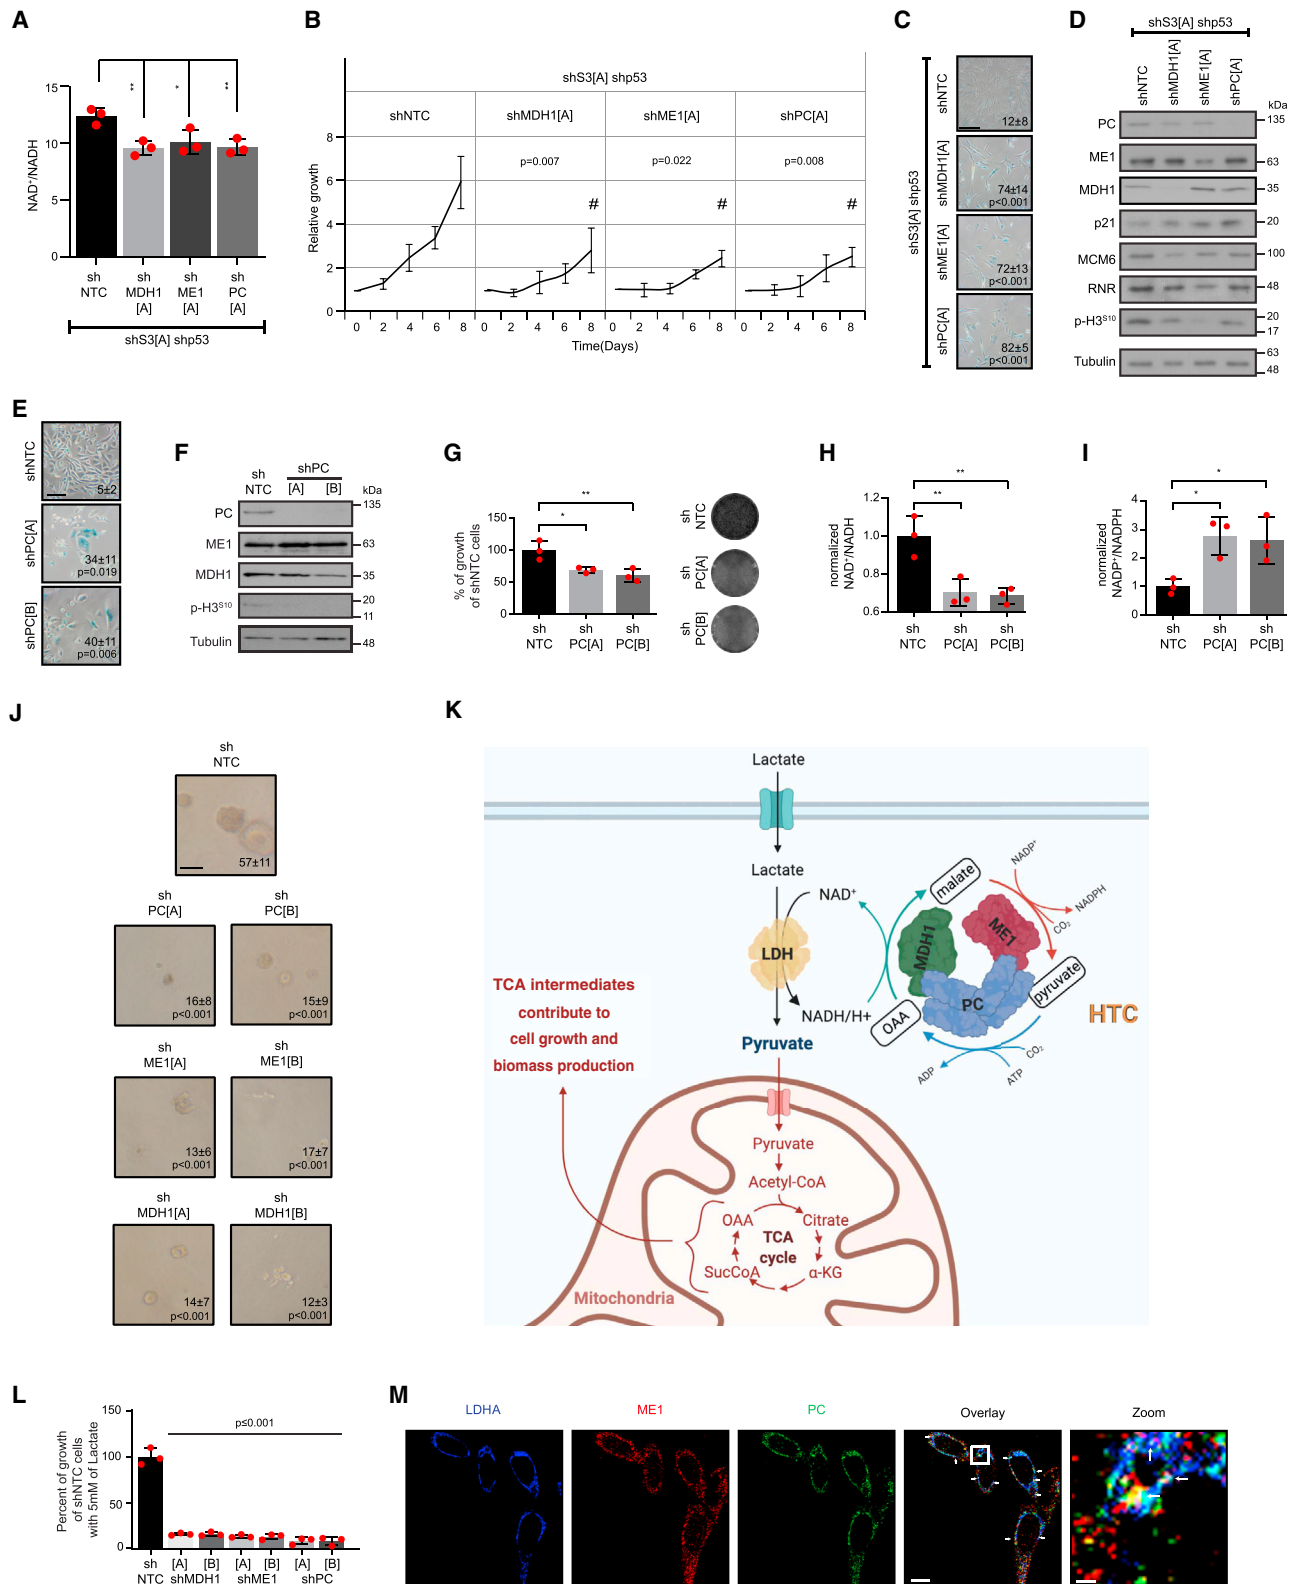 A
15
10
5
0
NAD⁺/NADH
**
*
**
sh
NTC
sh
MDH1
[A]
sh
ME1
[A]
sh
PC
[A]
shS3[A] shp53
B
shS3[A] shp53
shNTC
shMDH1[A]
shME1[A]
shPC[A]
p=0.007
p=0.022
p=0.008
#
#
#
Relative growth
8
6
4
2
0
0 2 4 6 8
0 2 4 6 8
0 2 4 6 8
0 2 4 6 8
Time(Days)
C
shS3[A] shp53
shNTC
12±8
shMDH1[A]
74±14
p<0.001
shME1[A]
72±13
p<0.001
shPC[A]
82±5
p<0.001
D
shS3[A] shp53
shNTC
shMDH1[A]
shME1[A]
shPC[A]
kDa
PC
135
ME1
63
MDH1
35
p21
20
MCM6
100
RNR
48
p-H3ˢ¹⁰
20
17
Tubulin
63
48
E
shNTC
5±2
shPC[A]
34±11
p=0.019
shPC[B]
40±11
p=0.006
F
sh
NTC
shPC
[A] [B]
kDa
PC
135
ME1
63
MDH1
35
p-H3ˢ¹⁰
20
11
Tubulin
48
G
% of growth
of shNTC cells
150
100
50
0
*
**
sh
NTC
sh
PC[A]
sh
PC[B]
sh
NTC
sh
PC[A]
sh
PC[B]
H
normalized
NAD⁺/NADH
1.2
1.0
0.8
0.6
**
**
sh
NTC
sh
PC[A]
sh
PC[B]
I
normalized
NADP⁺/NADPH
4
3
2
1
0
*
*
sh
NTC
sh
PC[A]
sh
PC[B]
J
sh
NTC
57±11
sh
PC[A]
16±8
p<0.001
sh
PC[B]
15±9
p<0.001
sh
ME1[A]
13±6
p<0.001
sh
ME1[B]
17±7
p<0.001
sh
MDH1[A]
14±7
p<0.001
sh
MDH1[B]
12±3
p<0.001
K
Lactate
Lactate
NAD⁺
LDH
NADH/H+
Pyruvate
malate
NADP⁺
NADPH
CO₂
MDH1
ME1
PC
OAA
pyruvate
CO₂
ATP
ADP
HTC
TCA intermediates
contribute to
cell growth and
biomass production
Pyruvate
Acetyl-CoA
OAA
Citrate
TCA
cycle
SucCoA
α-KG
Mitochondria
L
Percent of growth
of shNTC cells
with 5mM of Lactate
150
100
50
0
p≤0.001
sh
NTC
[A] [B]
shMDH1
[A] [B]
shME1
[A] [B]
shPC
M
LDHA
ME1
PC
Overlay
Zoom